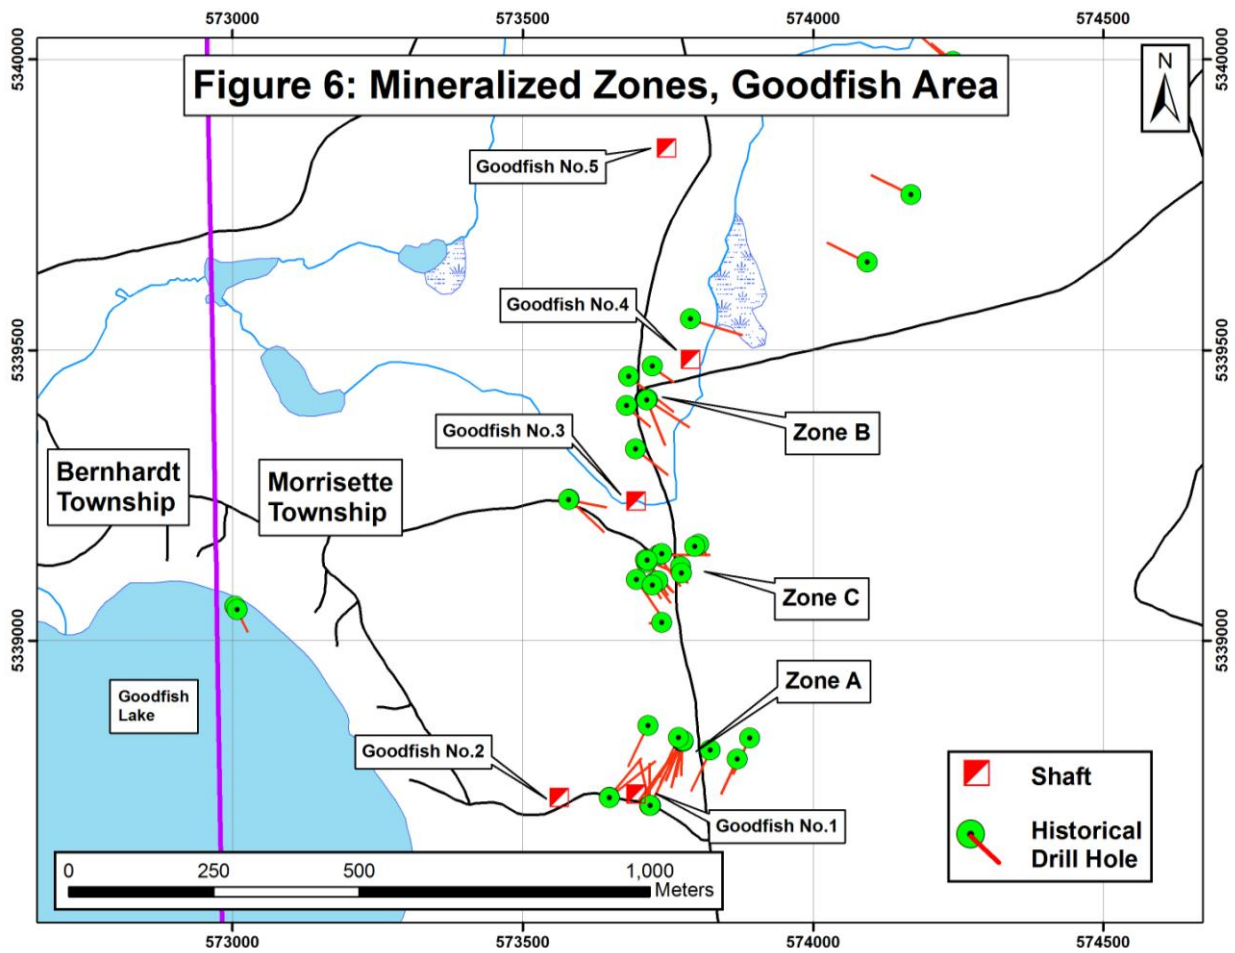 573000 573500 574000 574500
5340000 5340000
Figure 6: Mineralized Zones, Goodfish Area
N
Goodfish No.5
Goodfish No.4
5339500 5339500
Goodfish No.3
Zone B
Bernhardt
Township
Morrisette
Township
Zone C
5339000 5339000
Zone A
Goodfish
Lake
Goodfish No.2
Shaft
Goodfish No.1
Historical
Drill Hole
0 250 500 1,000
Meters
573000 573500 574000 574500